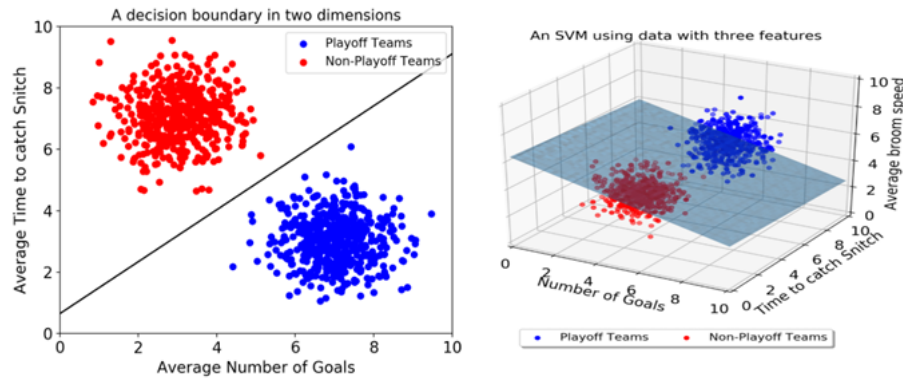 A decision boundary in two dimensions
10
8
6
4
2
0
Average Time to catch Snitch
Playoff Teams
Non-Playoff Teams
0 2 4 6 8 10
Average Number of Goals
An SVM using data with three features
10
8
6
4
2
0
Average broom speed
0 2 4 6 8 10
Number of Goals
0 2 4 6 8 10
Time to catch Snitch
Playoff Teams Non-Playoff Teams